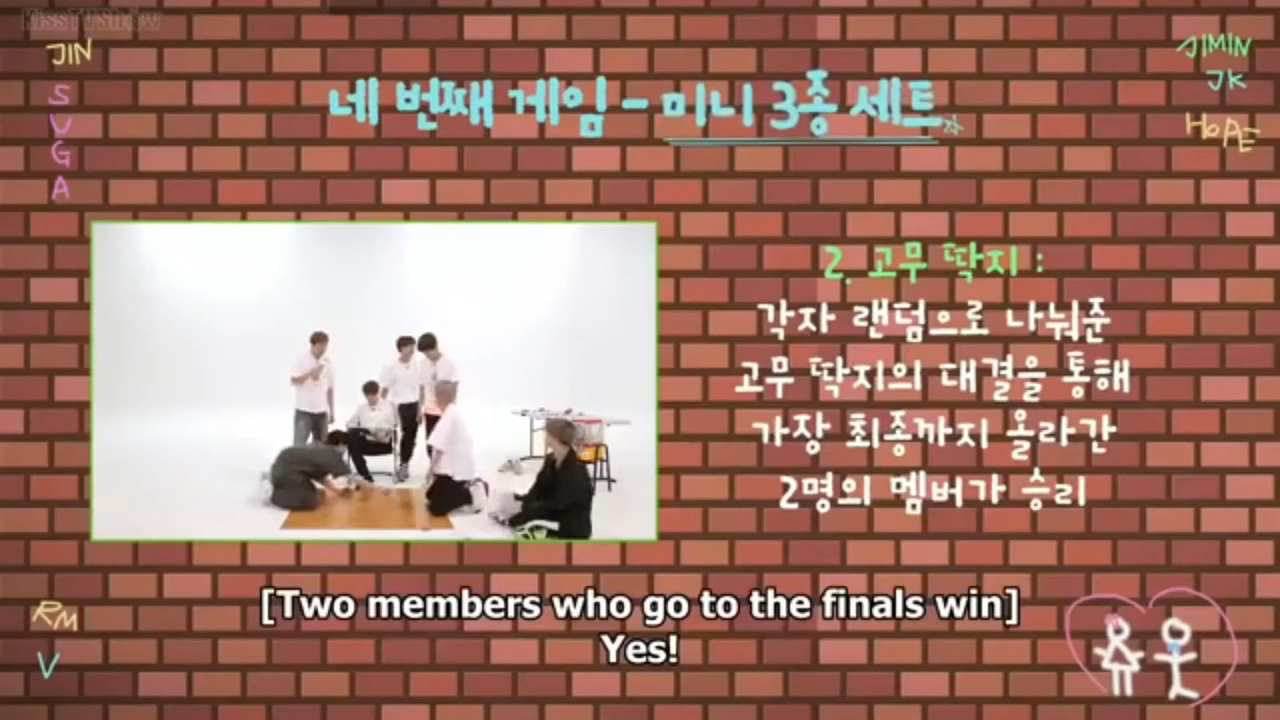 KissTVShow
JIN
SUGA
JIMIN
JK
HOPE
네 번째 게임 - 미니 3종 세트☆
2. 고무 딱지 :
각자 랜덤으로 나눠준
고무 딱지의 대결을 통해
가장 최종까지 올라간
2명의 멤버가 승리
RM
V
[Two members who go to the finals win]
Yes!